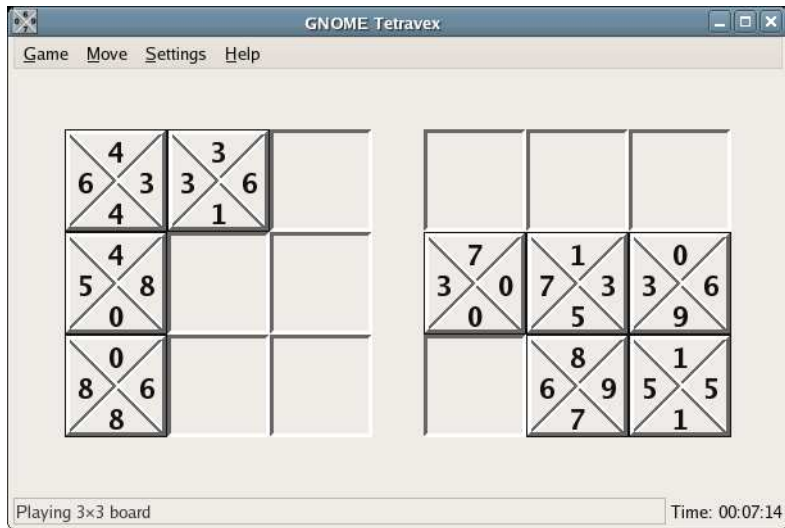 GNOME Tetravex
Game Move Settings Help
4 3
6 3 3 6
4 1
4 7 1 0
5 8 3 0 7 3 3 6
0 0 5 9
0 8 1
8 6 6 9 5 5
8 7 1
Playing 3×3 board Time: 00:07:14